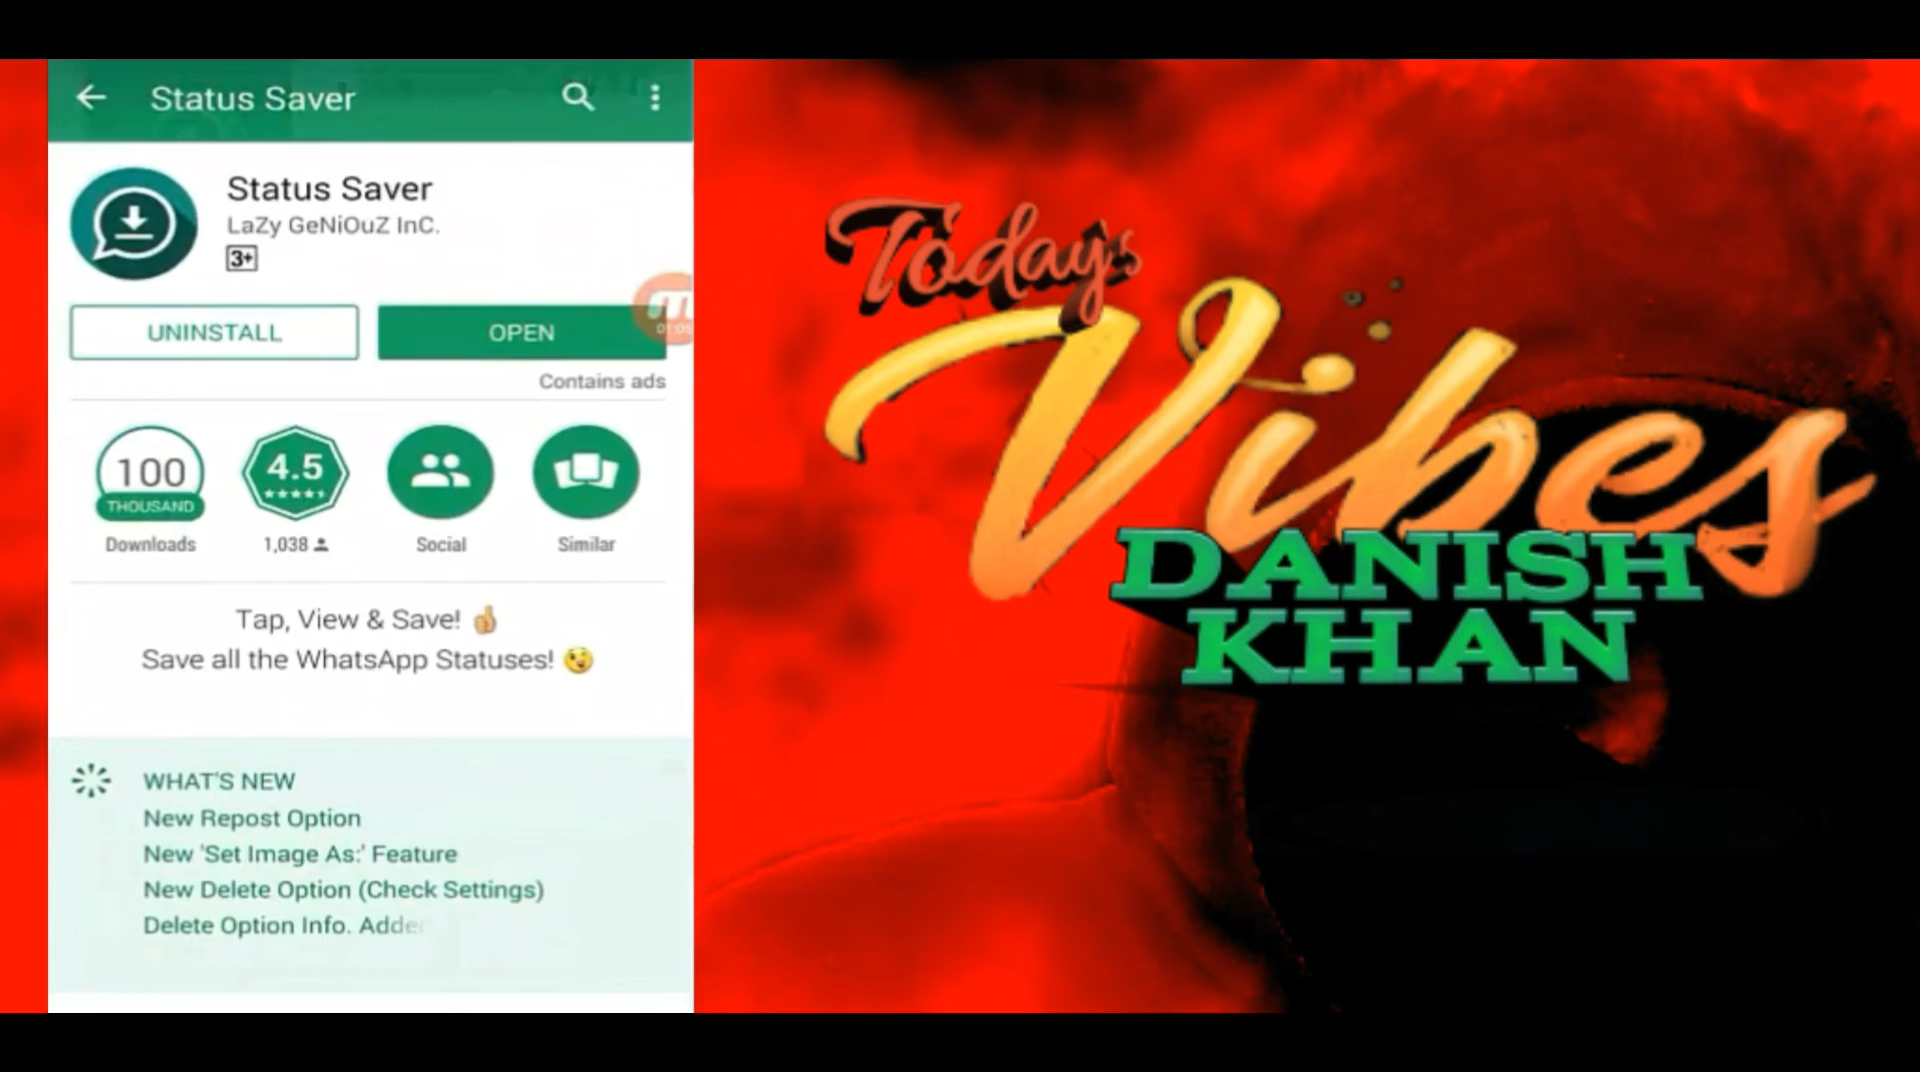 Status Saver
Status Saver
LaZy GeNiOuZ InC.
3+
UNINSTALL
OPEN
Contains ads
100
THOUSAND
Downloads
4.5
1,038
Social
Similar
Tap, View & Save! 👍
Save all the WhatsApp Statuses! 😉
WHAT'S NEW
New Repost Option
New 'Set Image As:' Feature
New Delete Option (Check Settings)
Delete Option Info. Added
Today's
Vibes
DANISH
KHAN